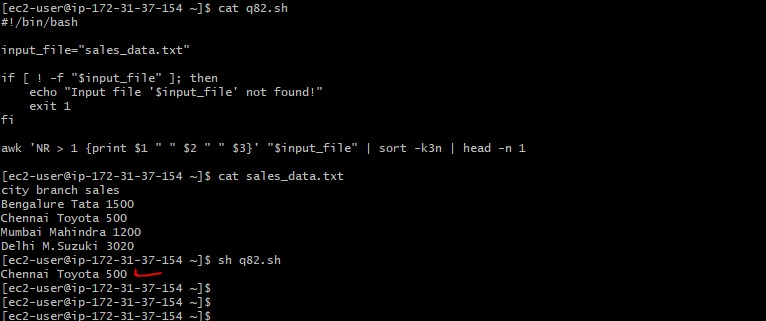 [ec2-user@ip-172-31-37-154 ~]$ cat q82.sh
#!/bin/bash
input_file="sales_data.txt"
if [ ! -f "$input_file" ]; then
    echo "Input file '$input_file' not found!"
    exit 1
fi
awk 'NR > 1 {print $1 " " $2 " " $3}' "$input_file" | sort -k3n | head -n 1
[ec2-user@ip-172-31-37-154 ~]$ cat sales_data.txt
city branch sales
Bengalure Tata 1500
Chennai Toyota 500
Mumbai Mahindra 1200
Delhi M.Suzuki 3020
[ec2-user@ip-172-31-37-154 ~]$ sh q82.sh
Chennai Toyota 500
[ec2-user@ip-172-31-37-154 ~]$
[ec2-user@ip-172-31-37-154 ~]$
[ec2-user@ip-172-31-37-154 ~]$